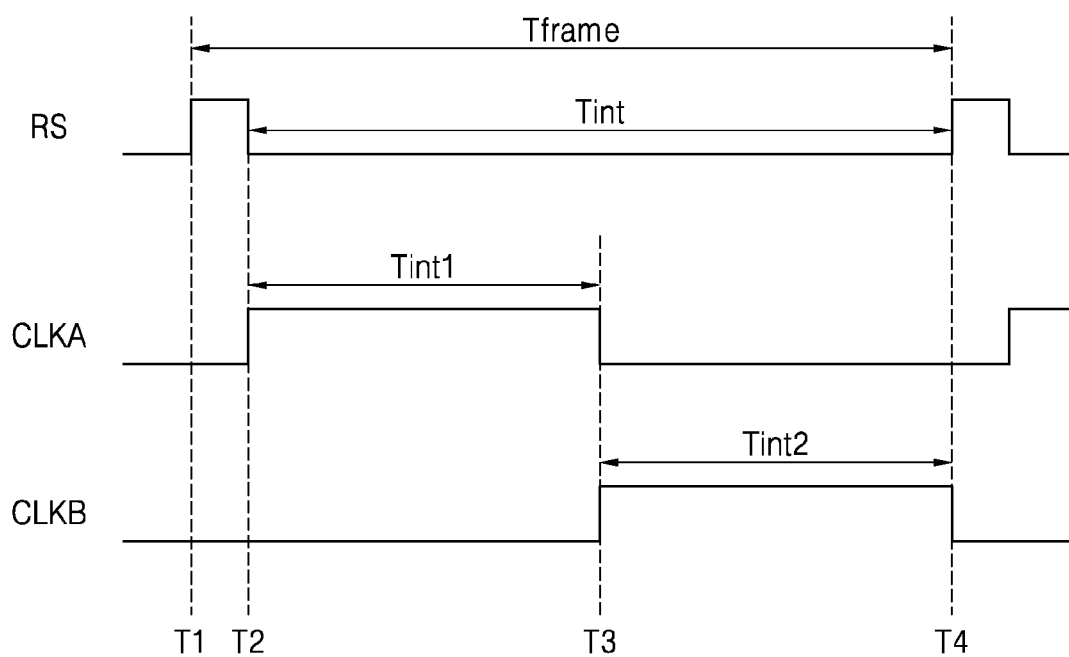 Tframe
RS
Tint
Tint1
CLKA
Tint2
CLKB
T1 T2 T3 T4